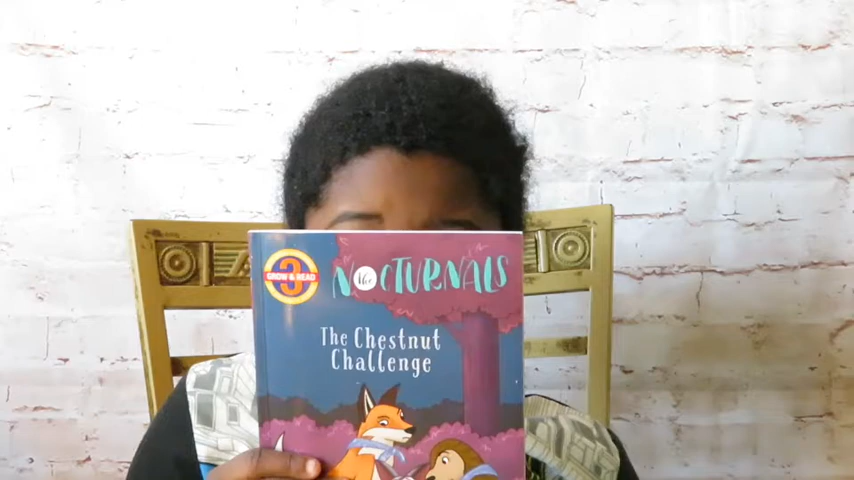 3
GROW & READ
the
NOCTURNALS
The Chestnut
Challenge